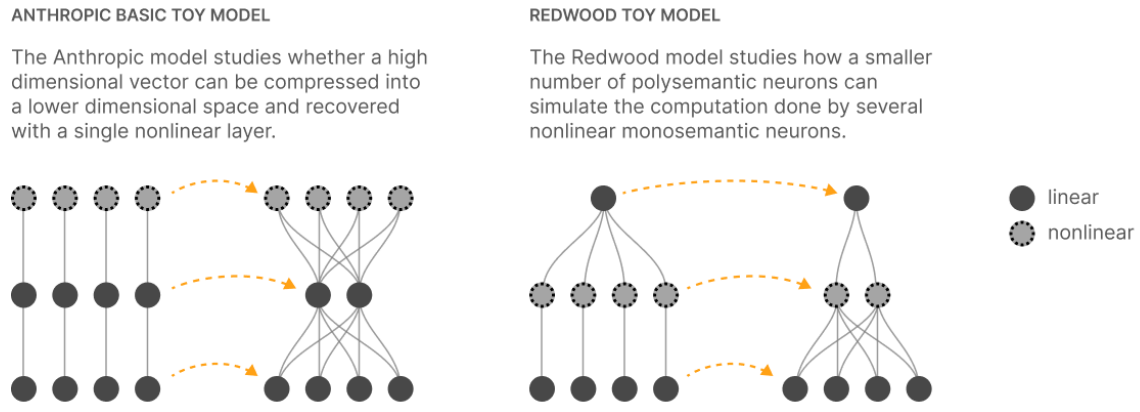 ANTHROPIC BASIC TOY MODEL
The Anthropic model studies whether a high
dimensional vector can be compressed into
a lower dimensional space and recovered
with a single nonlinear layer.
REDWOOD TOY MODEL
The Redwood model studies how a smaller
number of polysemantic neurons can
simulate the computation done by several
nonlinear monosemantic neurons.
linear
nonlinear